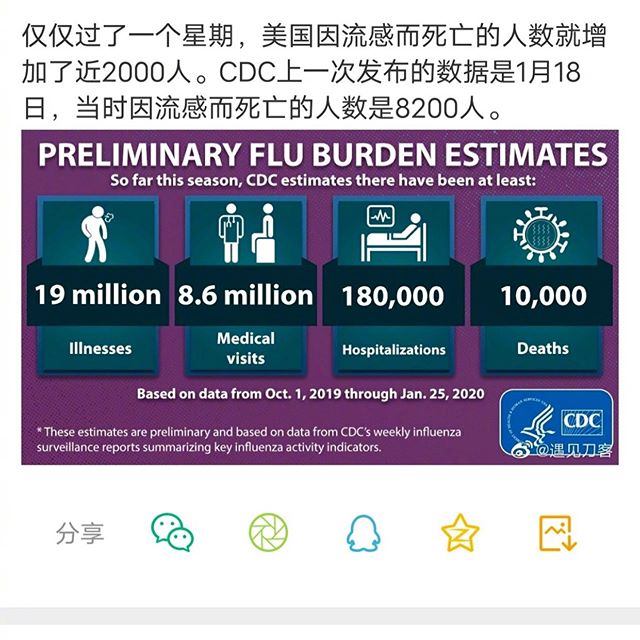 仅仅过了一个星期，美国因流感而死亡的人数就增
加了近2000人。CDC上一次发布的数据是1月18
日，当时因流感而死亡的人数是8200人。
PRELIMINARY FLU BURDEN ESTIMATES
So far this season, CDC estimates there have been at least:
19 million
8.6 million
180,000
10,000
Illnesses
Medical
visits
Hospitalizations
Deaths
Based on data from Oct. 1, 2019 through Jan. 25, 2020
* These estimates are preliminary and based on data from CDC's weekly influenza
surveillance reports summarizing key influenza activity indicators.
CDC
@遇见刀客
分享